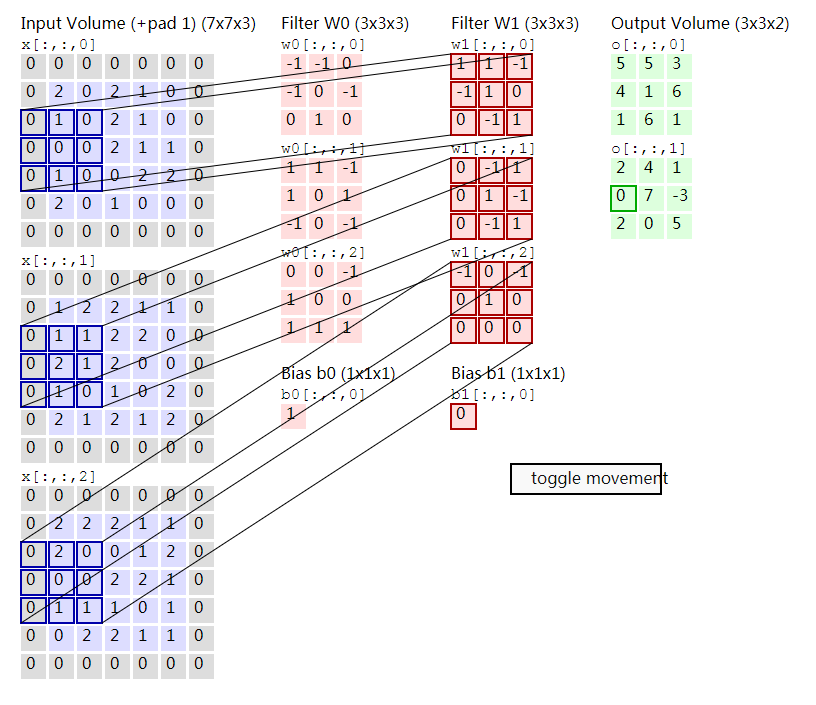 Input Volume (+pad 1) (7x7x3)
x[:,:,0]
0 0 0 0 0 0 0
0 2 0 2 1 0 0
0 1 0 2 1 0 0
0 0 0 2 1 1 0
0 1 0 0 2 2 0
0 2 0 1 0 0 0
0 0 0 0 0 0 0
x[:,:,1]
0 0 0 0 0 0 0
0 1 2 2 1 1 0
0 1 1 2 2 0 0
0 2 1 2 0 0 0
0 1 0 1 0 2 0
0 2 1 2 1 2 0
0 0 0 0 0 0 0
x[:,:,2]
0 0 0 0 0 0 0
0 2 2 2 1 1 0
0 2 0 0 1 2 0
0 0 0 2 2 1 0
0 1 1 1 0 1 0
0 0 2 2 1 1 0
0 0 0 0 0 0 0
Filter W0 (3x3x3)
w0[:,:,0]
-1 -1 0
-1 0 -1
0 1 0
w0[:,:,1]
1 1 -1
1 0 1
-1 0 -1
w0[:,:,2]
0 0 -1
1 0 0
1 1 1
Bias b0 (1x1x1)
b0[:,:,0]
1
Filter W1 (3x3x3)
w1[:,:,0]
1 1 -1
-1 1 0
0 -1 1
w1[:,:,1]
0 -1 1
0 1 -1
0 -1 1
w1[:,:,2]
-1 0 -1
0 1 0
0 0 0
Bias b1 (1x1x1)
b1[:,:,0]
0
Output Volume (3x3x2)
o[:,:,0]
5 5 3
4 1 6
1 6 1
o[:,:,1]
2 4 1
0 7 -3
2 0 5
toggle movement